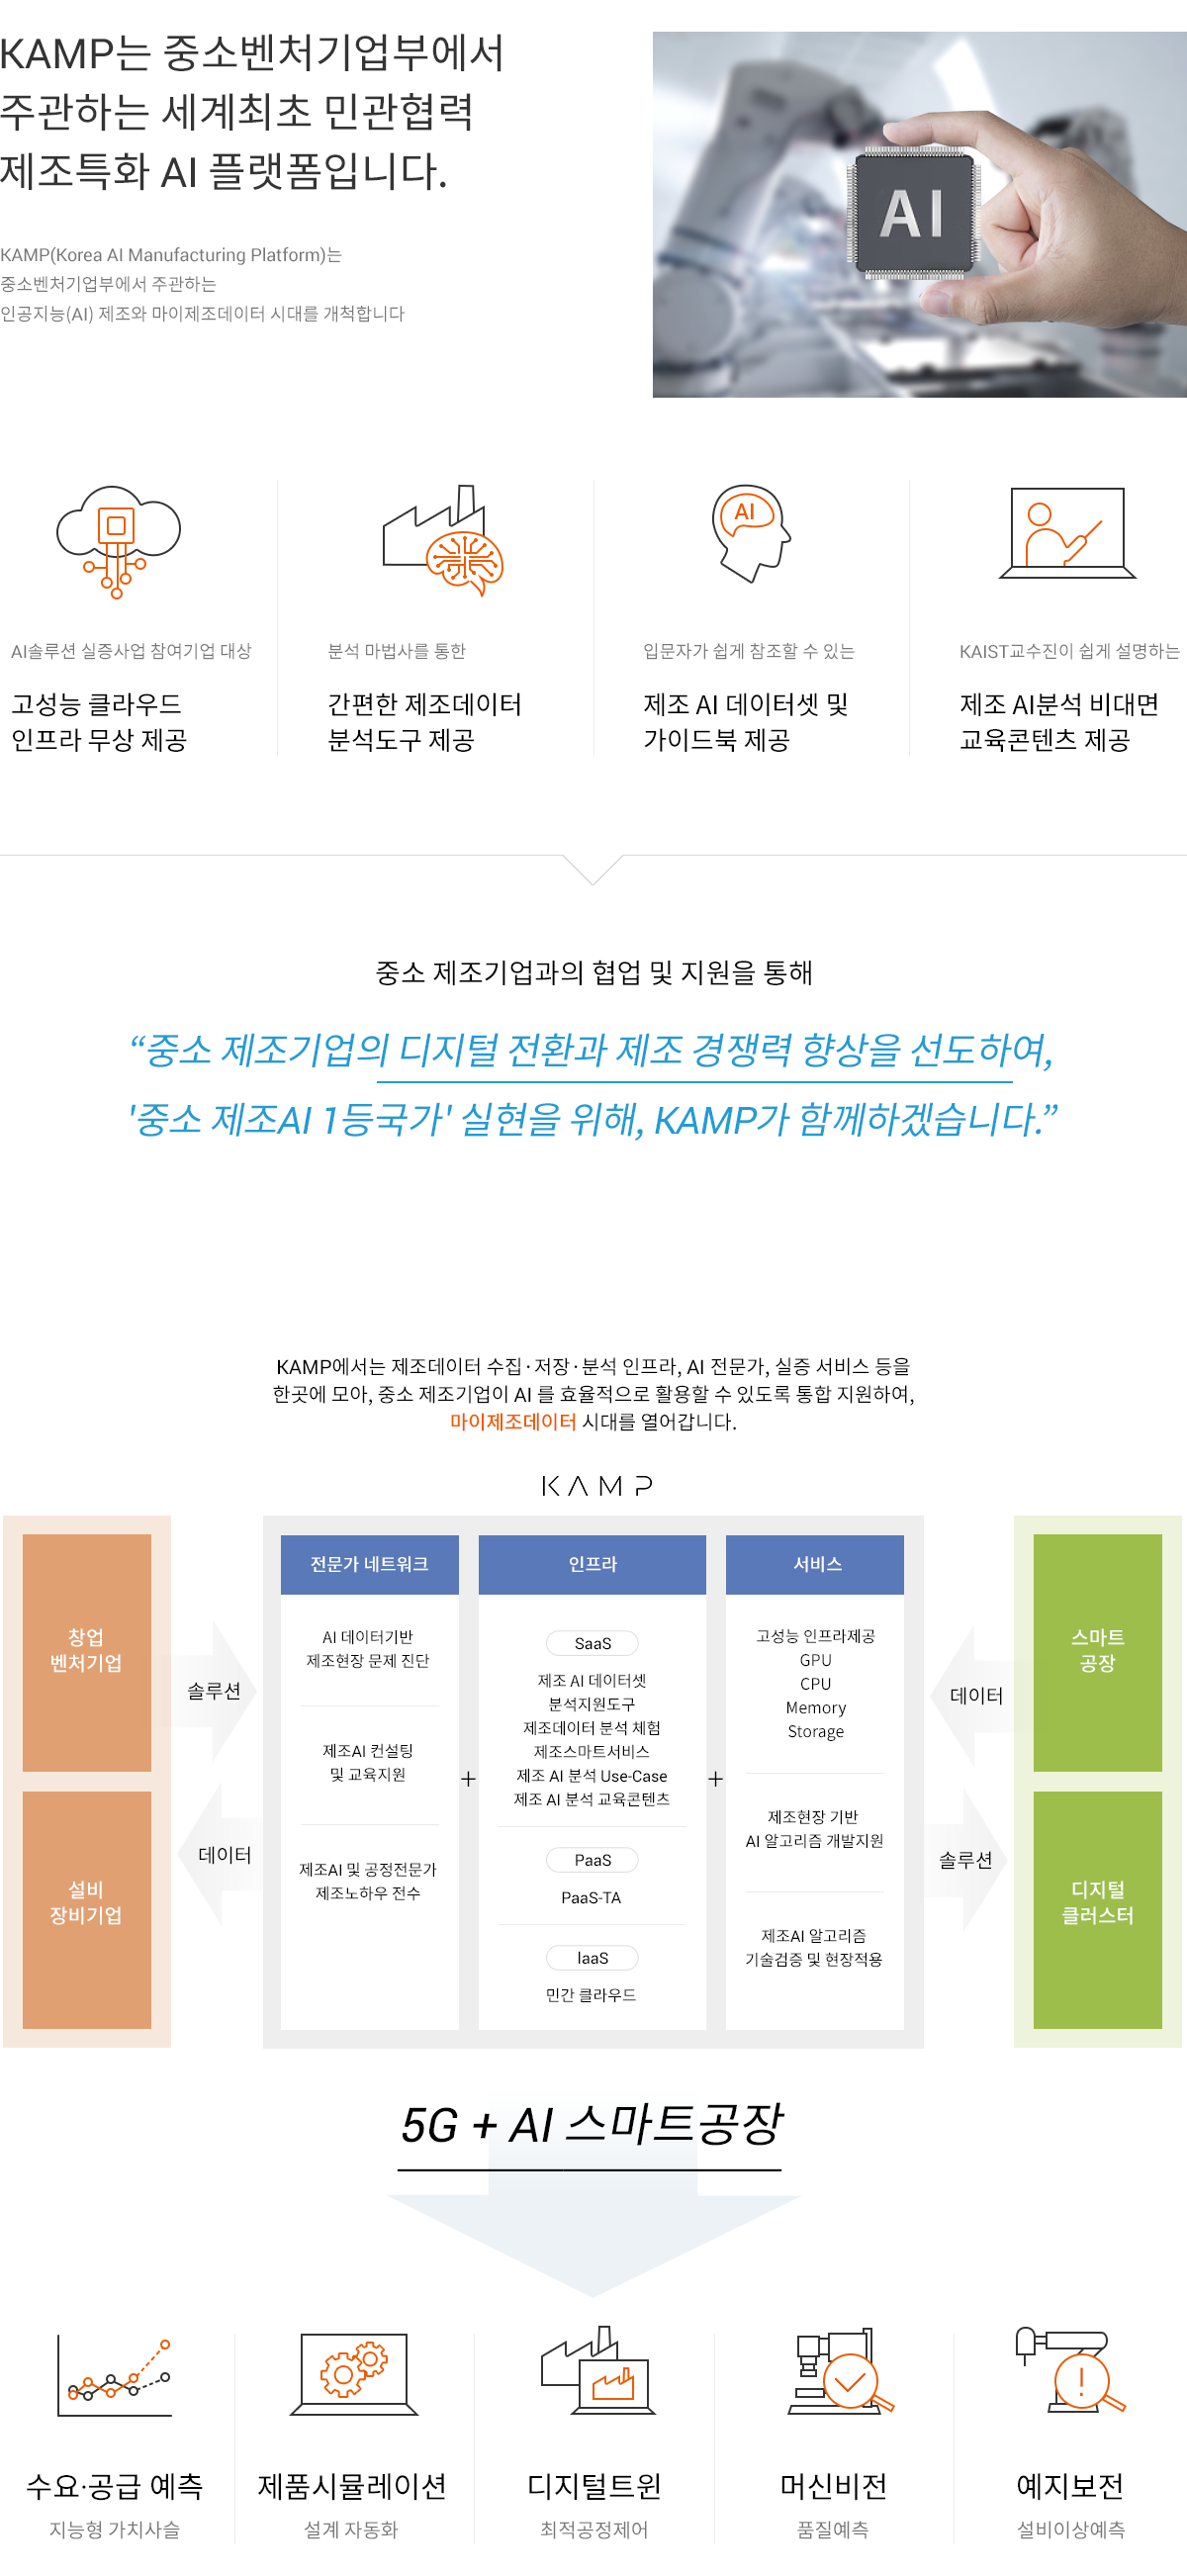 KAMP는 중소벤처기업부에서
주관하는 세계최초 민관협력
제조특화 AI 플랫폼입니다.
KAMP(Korea AI Manufacturing Platform)는
중소벤처기업부에서 주관하는
인공지능(AI) 제조와 마이제조데이터 시대를 개척합니다
AI
AI
AI솔루션 실증사업 참여기업 대상
고성능 클라우드
인프라 무상 제공
분석 마법사를 통한
간편한 제조데이터
분석도구 제공
입문자가 쉽게 참조할 수 있는
제조 AI 데이터셋 및
가이드북 제공
KAIST교수진이 쉽게 설명하는
제조 AI분석 비대면
교육콘텐츠 제공
중소 제조기업과의 협업 및 지원을 통해
“중소 제조기업의 디지털 전환과 제조 경쟁력 향상을 선도하여,
'중소 제조AI 1등국가' 실현을 위해, KAMP가 함께하겠습니다.”
KAMP에서는 제조데이터 수집·저장·분석 인프라, AI 전문가, 실증 서비스 등을
한곳에 모아, 중소 제조기업이 AI 를 효율적으로 활용할 수 있도록 통합 지원하여,
마이제조데이터 시대를 열어갑니다.
KAMP
창업
벤처기업
설비
장비기업
솔루션
데이터
전문가 네트워크
AI 데이터기반
제조현장 문제 진단
제조AI 컨설팅
및 교육지원
제조AI 및 공정전문가
제조노하우 전수
+
인프라
SaaS
제조 AI 데이터셋
분석지원도구
제조데이터 분석 체험
제조스마트서비스
제조 AI 분석 Use-Case
제조 AI 분석 교육콘텐츠
PaaS
PaaS-TA
IaaS
민간 클라우드
+
서비스
고성능 인프라제공
GPU
CPU
Memory
Storage
제조현장 기반
AI 알고리즘 개발지원
제조AI 알고리즘
기술검증 및 현장적용
데이터
솔루션
스마트
공장
디지털
클러스터
5G + AI 스마트공장
수요·공급 예측
지능형 가치사슬
제품시뮬레이션
설계 자동화
디지털트윈
최적공정제어
머신비전
품질예측
예지보전
설비이상예측